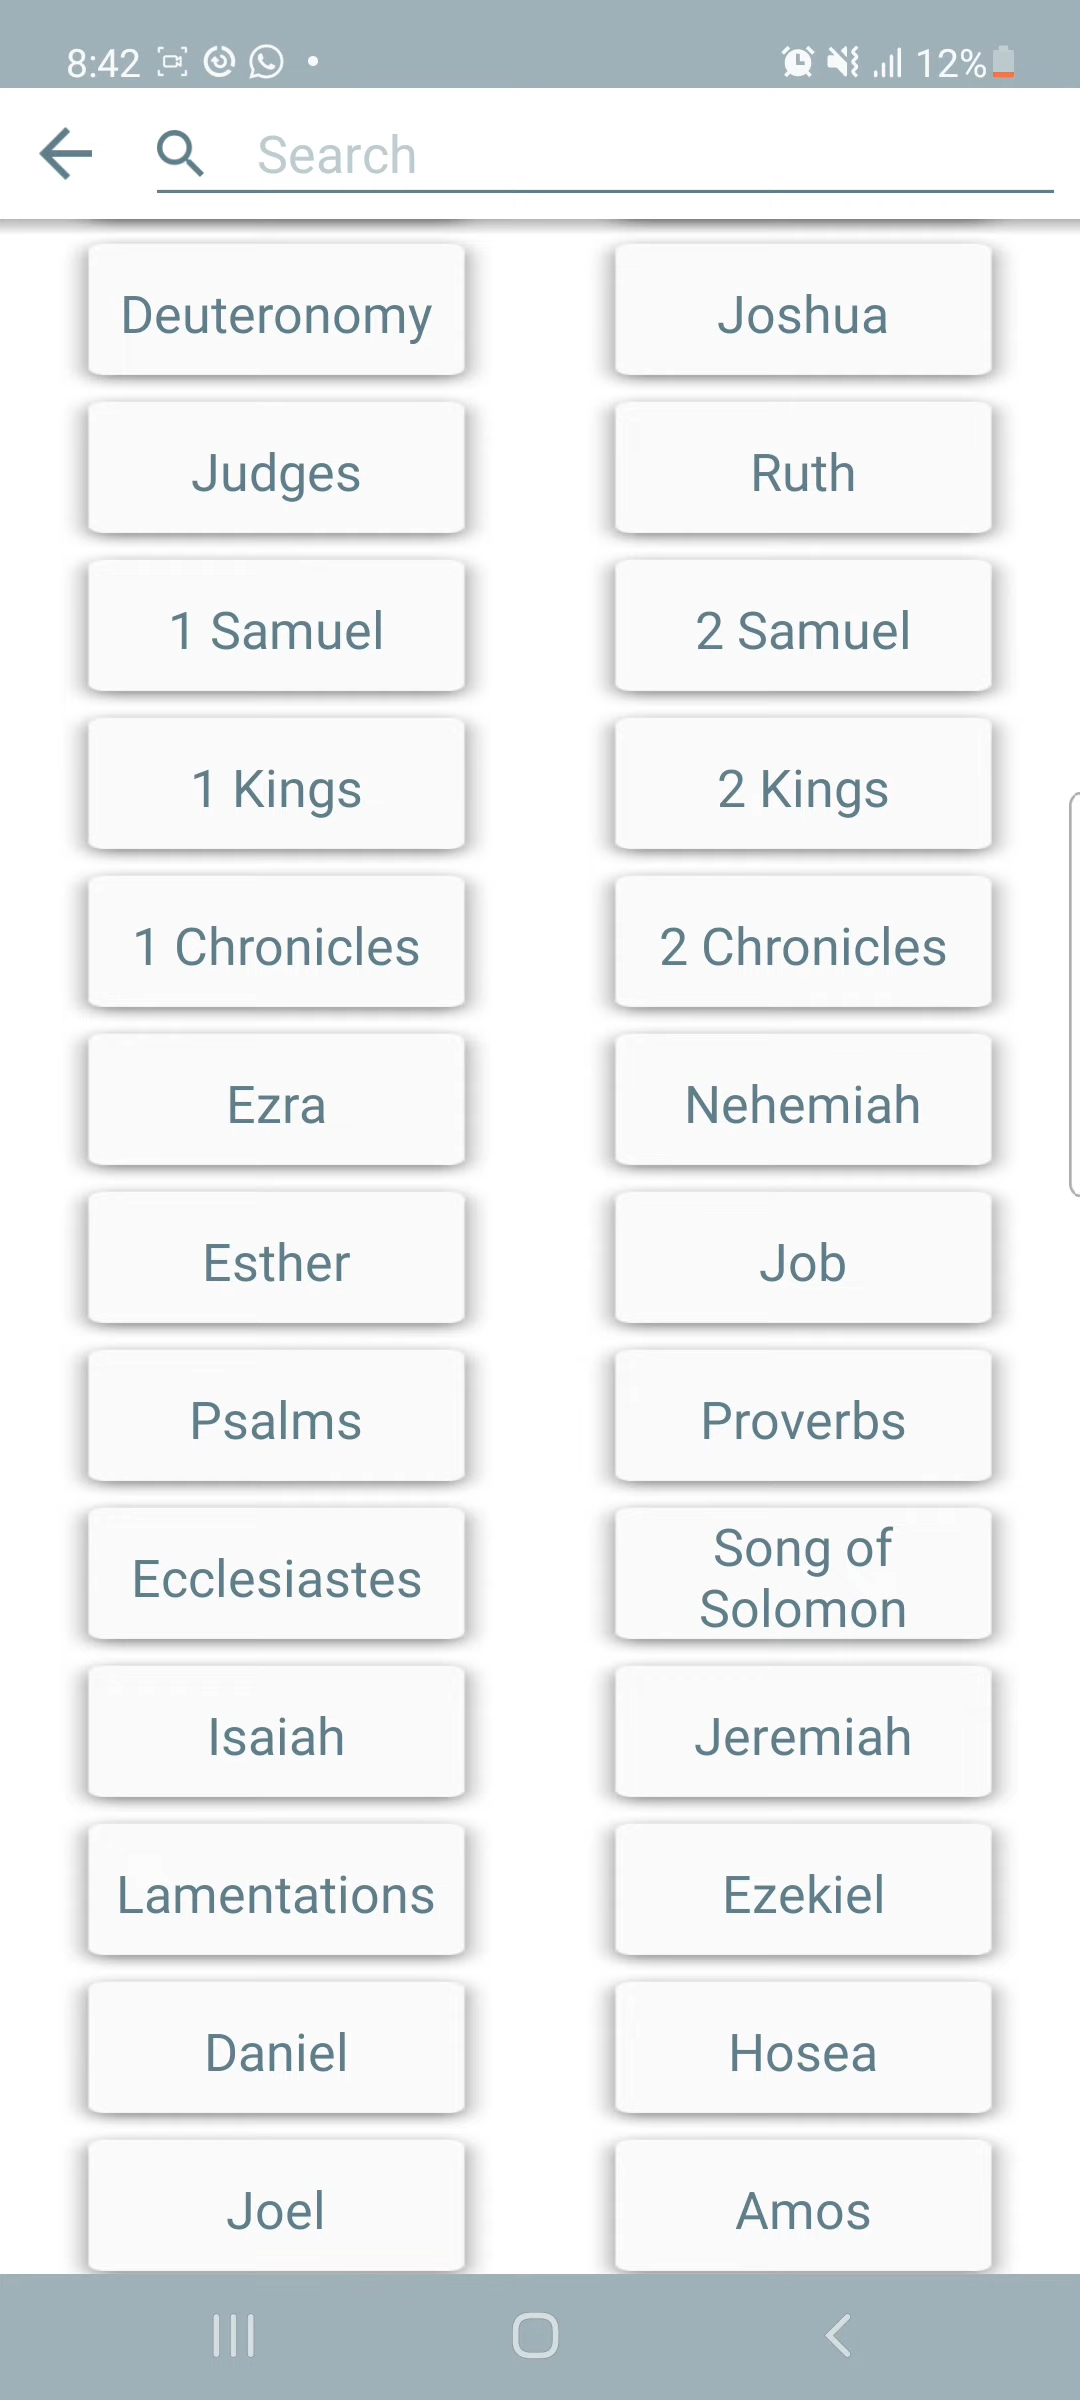 8:42
12%
Search
Deuteronomy
Joshua
Judges
Ruth
1 Samuel
2 Samuel
1 Kings
2 Kings
1 Chronicles
2 Chronicles
Ezra
Nehemiah
Esther
Job
Psalms
Proverbs
Ecclesiastes
Song of
Solomon
Isaiah
Jeremiah
Lamentations
Ezekiel
Daniel
Hosea
Joel
Amos